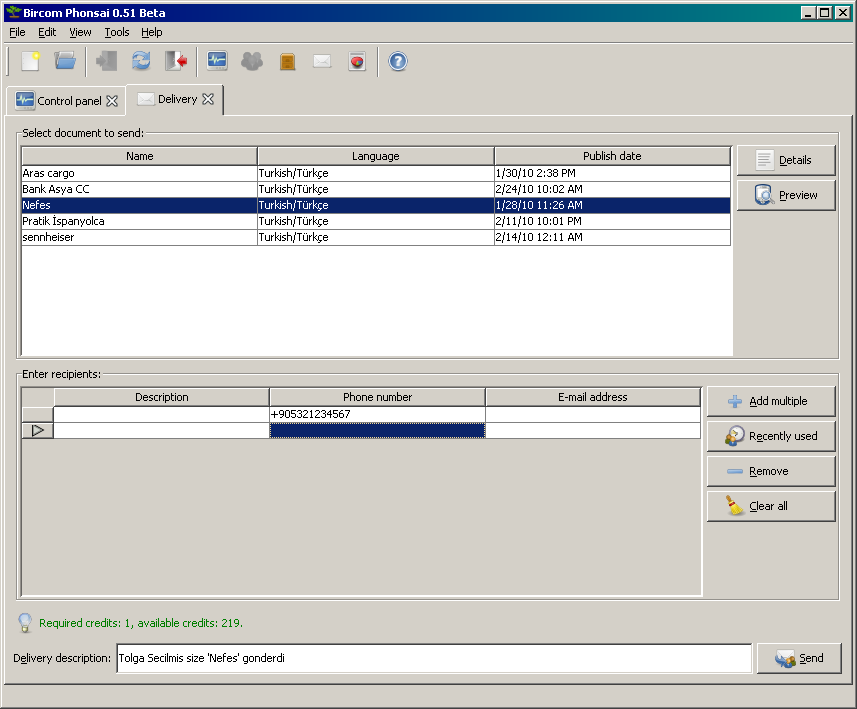 Bircom Phonsai 0.51 Beta
File Edit View Tools Help
Control panel Delivery
Select document to send:
Name Language Publish date
Aras cargo Turkish/Türkçe 1/30/10 2:38 PM
Bank Asya CC Turkish/Türkçe 2/24/10 10:02 AM
Nefes Turkish/Türkçe 1/28/10 11:26 AM
Pratik İspanyolca Turkish/Türkçe 2/11/10 10:01 PM
sennheiser Turkish/Türkçe 2/14/10 12:11 AM
Details
Preview
Enter recipients:
Description Phone number E-mail address
+905321234567
Add multiple
Recently used
Remove
Clear all
Required credits: 1, available credits: 219.
Delivery description: Tolga Secilmis size 'Nefes' gonderdi Send